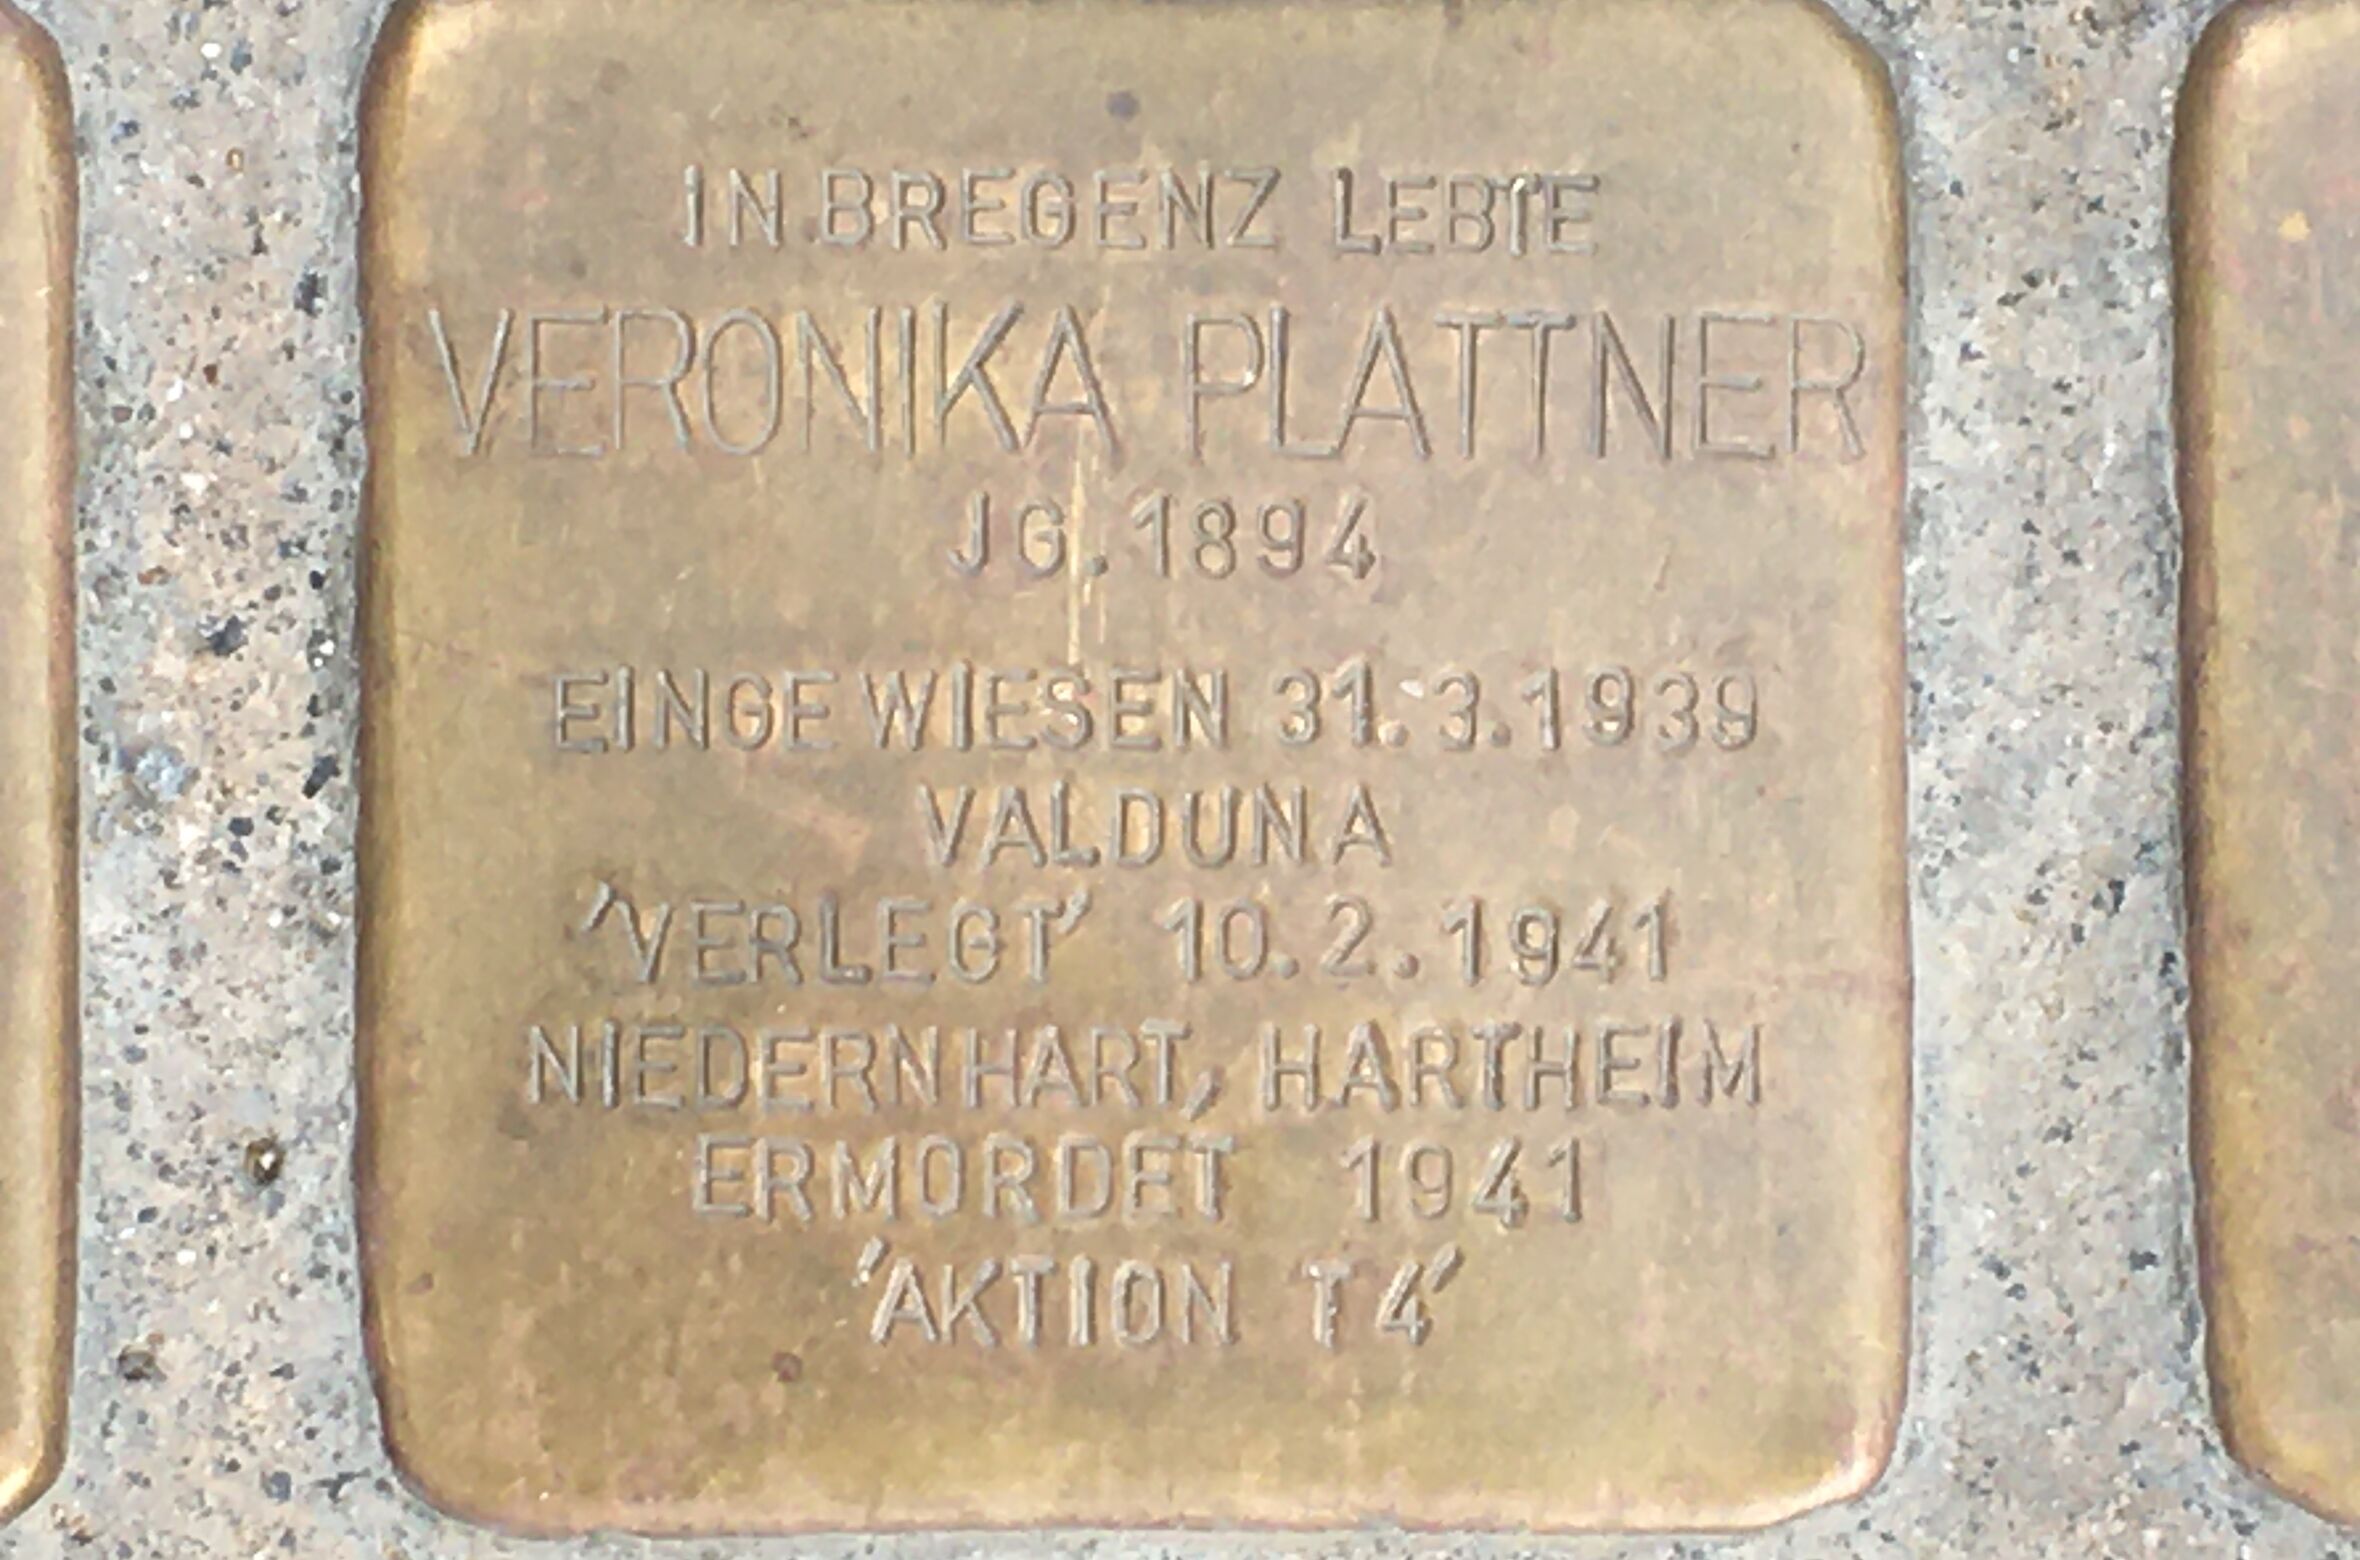 IN BREGENZ LEBTE
VERONIKA PLATTNER
JG. 1894
EINGEWIESEN 31.3.1939
VALDUNA
'VERLEGT' 10.2.1941
NIEDERNHART, HARTHEIM
ERMORDET 1941
'AKTION T4'